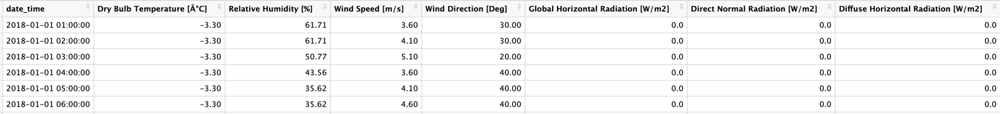 date_time Dry Bulb Temperature [Â°C] Relative Humidity [%] Wind Speed [m/s] Wind Direction [Deg] Global Horizontal Radiation [W/m2] Direct Normal Radiation [W/m2] Diffuse Horizontal Radiation [W/m2]
2018-01-01 01:00:00 -3.30 61.71 3.60 30.00 0.0 0.0 0.0
2018-01-01 02:00:00 -3.30 61.71 4.10 30.00 0.0 0.0 0.0
2018-01-01 03:00:00 -3.30 50.77 5.10 20.00 0.0 0.0 0.0
2018-01-01 04:00:00 -3.30 43.56 3.60 40.00 0.0 0.0 0.0
2018-01-01 05:00:00 -3.30 35.62 4.10 40.00 0.0 0.0 0.0
2018-01-01 06:00:00 -3.30 35.62 4.60 40.00 0.0 0.0 0.0